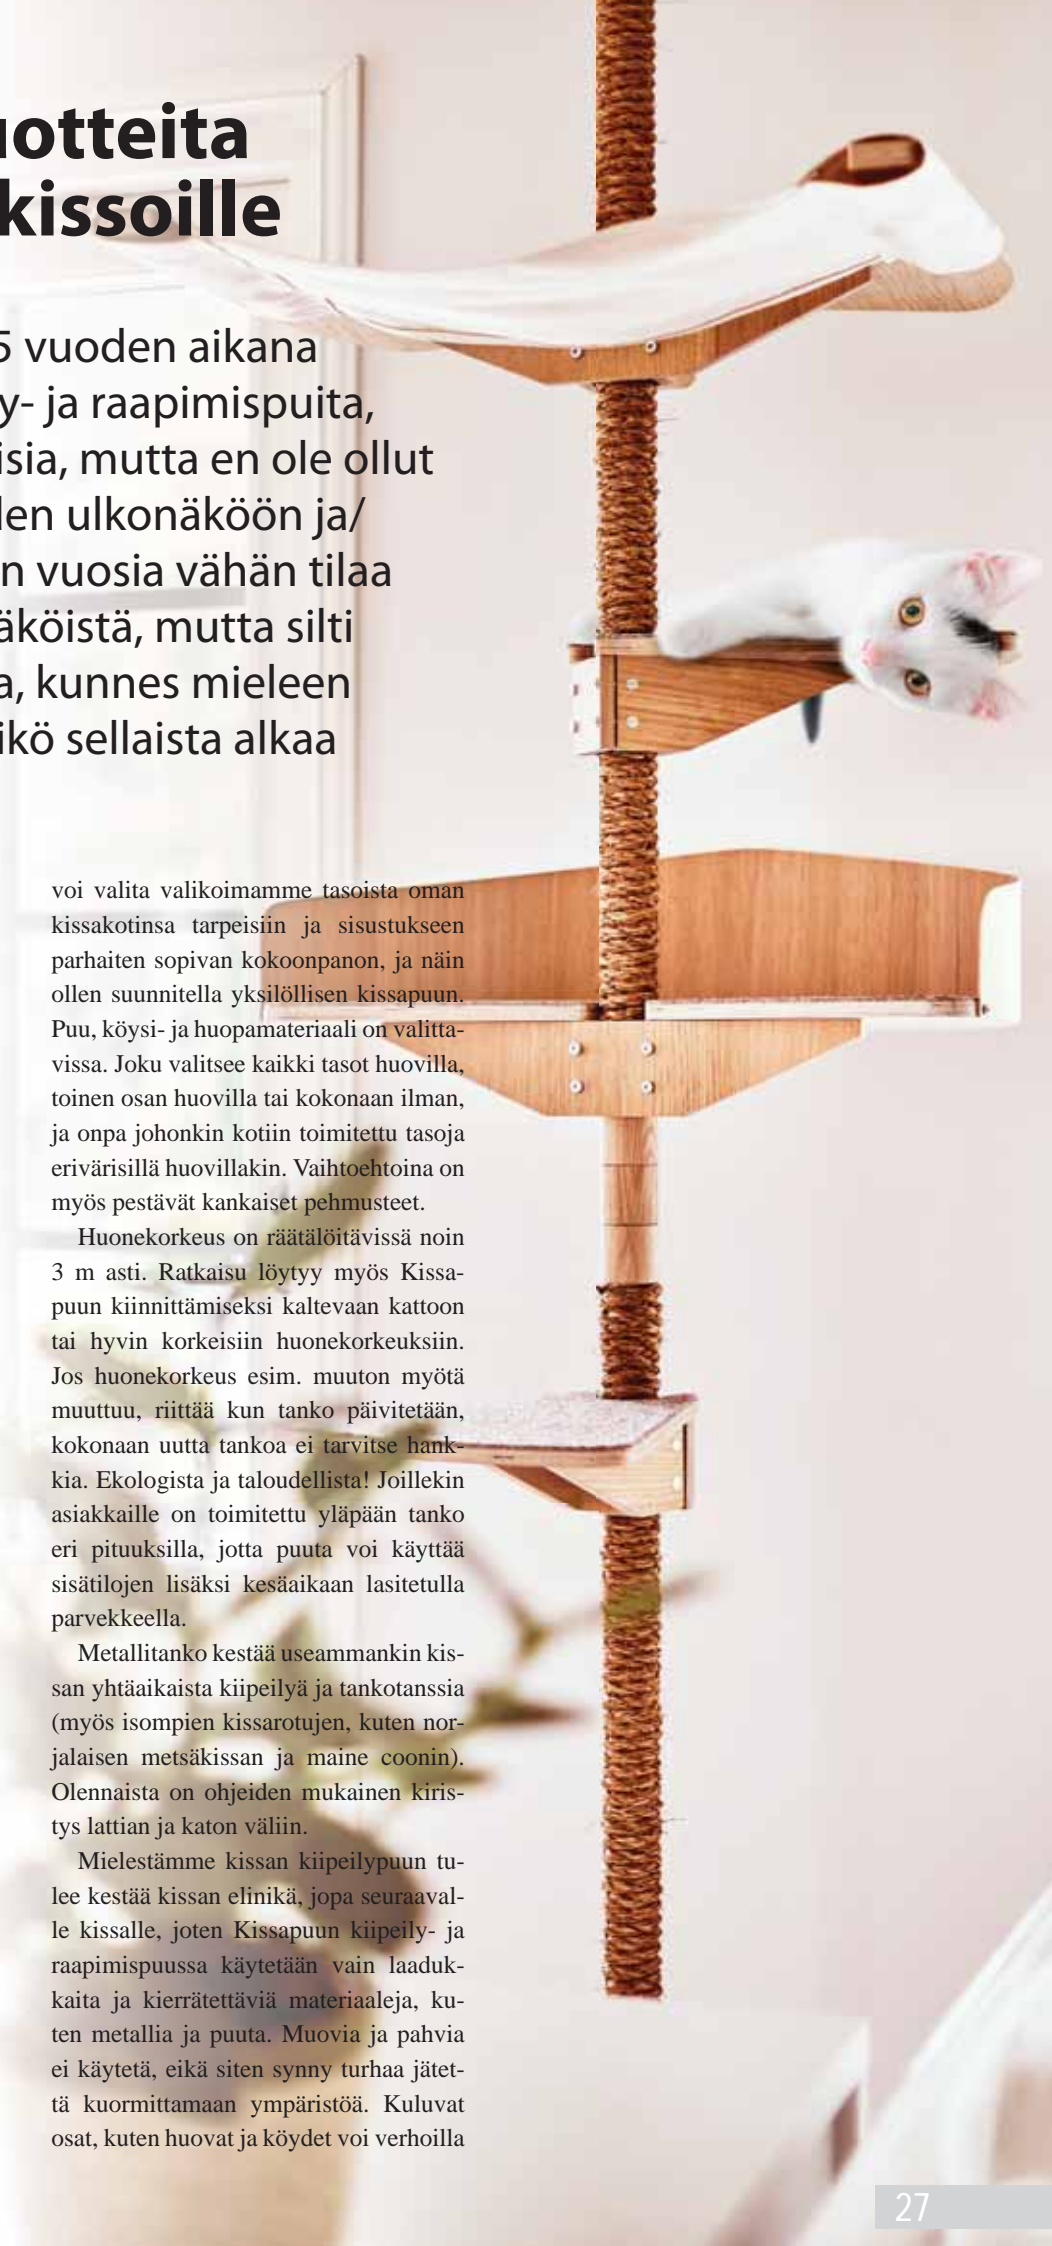 uotteita
kissoille
5 vuoden aikana
y- ja raapimispuita,
isia, mutta en ole ollut
den ulkonäköön ja/
n vuosia vähän tilaa
äköistä, mutta silti
a, kunnes mieleen
ikö sellaista alkaa
voi valita valikoimamme tasoista oman
kissakotinsa tarpeisiin ja sisustukseen
parhaiten sopivan kokoonpanon, ja näin
ollen suunnitella yksilöllisen kissapuun.
Puu, köysi- ja huopamateriaali on valitta-
vissa. Joku valitsee kaikki tasot huovilla,
toinen osan huovilla tai kokonaan ilman,
ja onpa johonkin kotiin toimitettu tasoja
erivärisillä huovillakin. Vaihtoehtoina on
myös pestävät kankaiset pehmusteet.
Huonekorkeus on räätälöitävissä noin
3 m asti. Ratkaisu löytyy myös Kissa-
puun kiinnittämiseksi kaltevaan kattoon
tai hyvin korkeisiin huonekorkeuksiin.
Jos huonekorkeus esim. muuton myötä
muuttuu, riittää kun tanko päivitetään,
kokonaan uutta tankoa ei tarvitse hank-
kia. Ekologista ja taloudellista! Joillekin
asiakkaille on toimitettu yläpään tanko
eri pituuksilla, jotta puuta voi käyttää
sisätilojen lisäksi kesäaikaan lasitetulla
parvekkeella.
Metallitanko kestää useammankin kis-
san yhtäaikaista kiipeilyä ja tankotanssia
(myös isompien kissarotujen, kuten nor-
jalaisen metsäkissan ja maine coonin).
Olennaista on ohjeiden mukainen kiris-
tys lattian ja katon väliin.
Mielestämme kissan kiipeilypuun tu-
lee kestää kissan elinikä, jopa seuraaval-
le kissalle, joten Kissapuun kiipeily- ja
raapimispuussa käytetään vain laaduk-
kaita ja kierrätettäviä materiaaleja, ku-
ten metallia ja puuta. Muovia ja pahvia
ei käytetä, eikä siten synny turhaa jätet-
tä kuormittamaan ympäristöä. Kuluvat
osat, kuten huovat ja köydet voi verhoilla
27